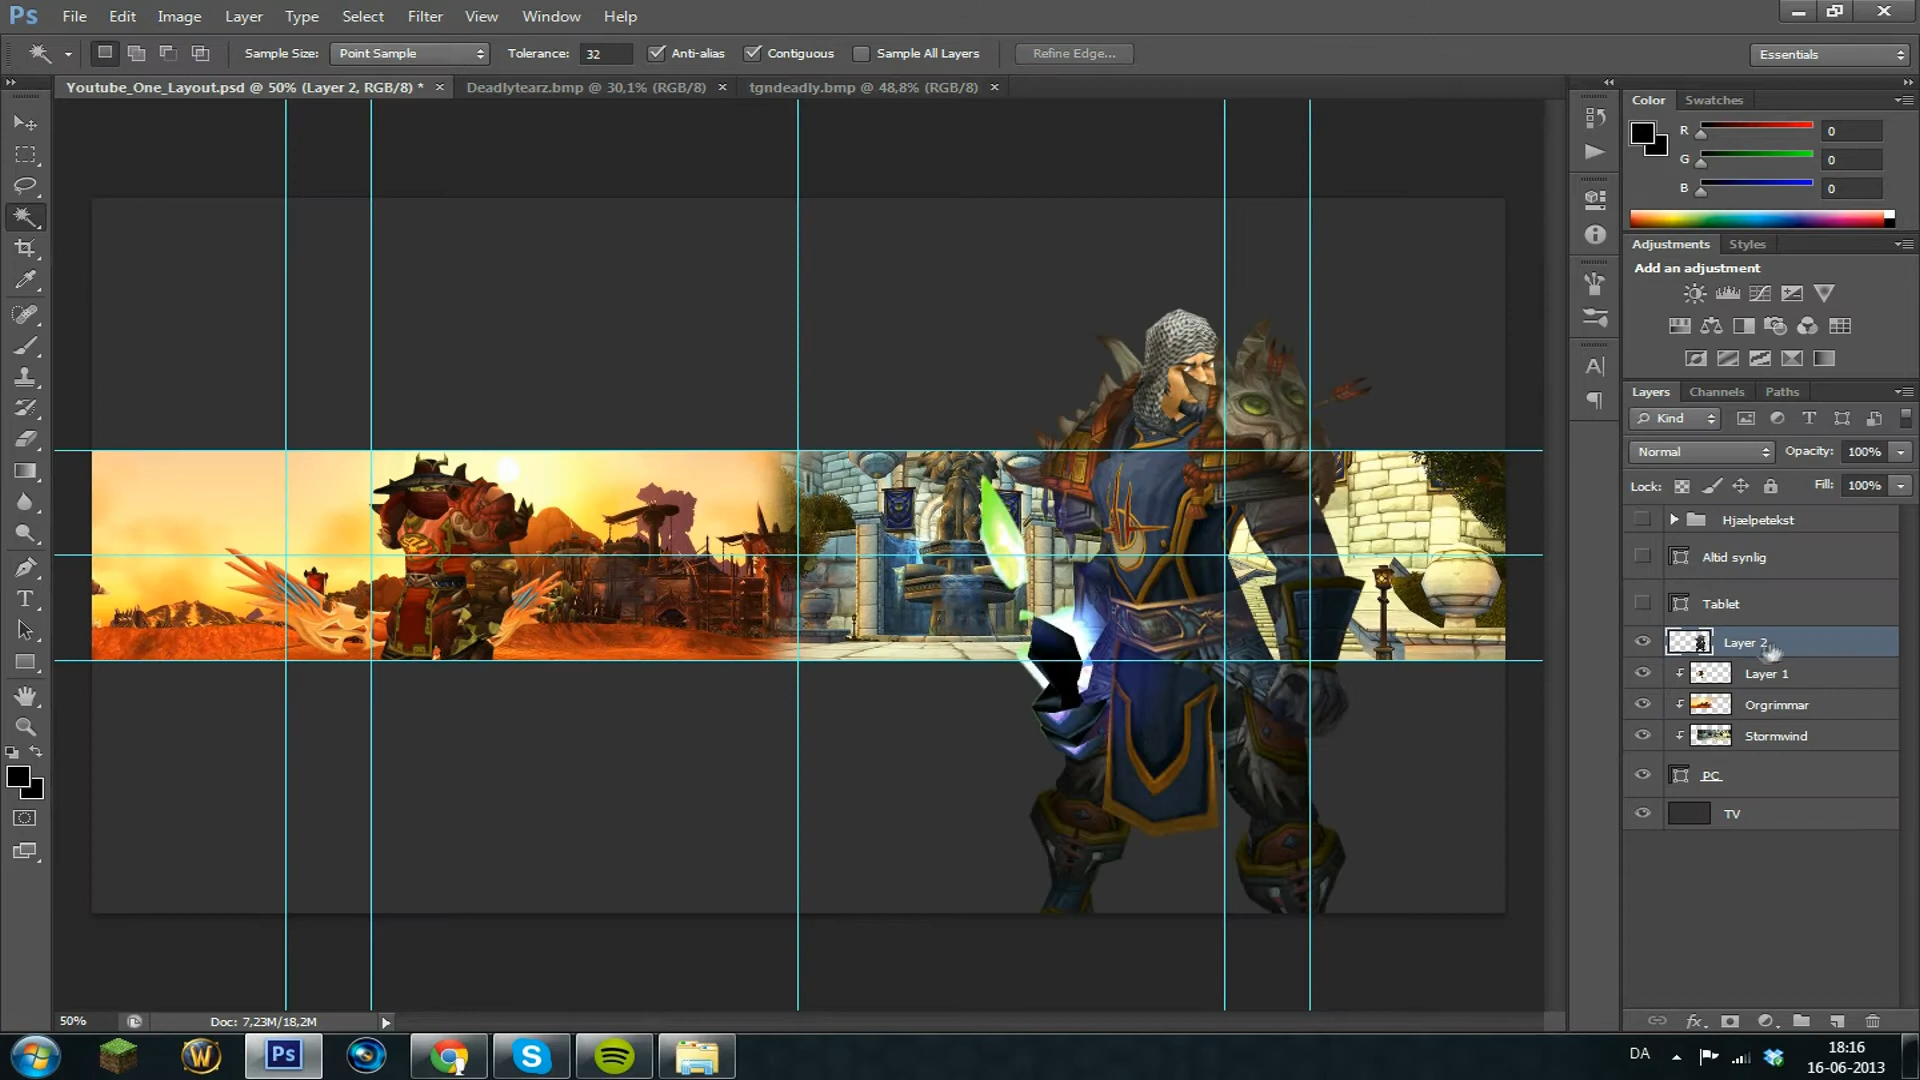 Ps File Edit Image Layer Type Select Filter View Window Help
Sample Size: Point Sample Tolerance: 32 Anti-alias Contiguous Sample All Layers Refine Edge... Essentials
Youtube_One_Layout.psd @ 50% (Layer 2, RGB/8) * × Deadlytearz.bmp @ 30,1% (RGB/8) × tgndeadly.bmp @ 48,8% (RGB/8) ×
Color Swatches
R 0
G 0
B 0
Adjustments Styles
Add an adjustment
Layers Channels Paths
Kind
Normal Opacity: 100%
Lock: Fill: 100%
Hjælpetekst
Altid synlig
Tablet
Layer 2
Layer 1
Orgrimmar
Stormwind
PC
TV
50% Doc: 7,23M/18,2M
fx
Ps
DA
18:16
16-06-2013